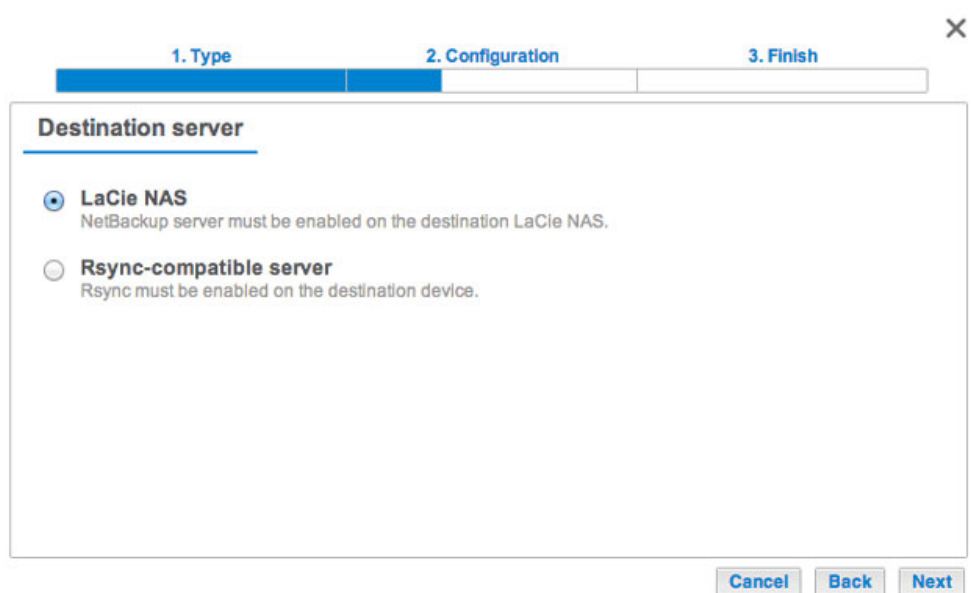 1. Type 2. Configuration 3. Finish
Destination server
LaCie NAS
NetBackup server must be enabled on the destination LaCie NAS.
Rsync-compatible server
Rsync must be enabled on the destination device.
Cancel Back Next